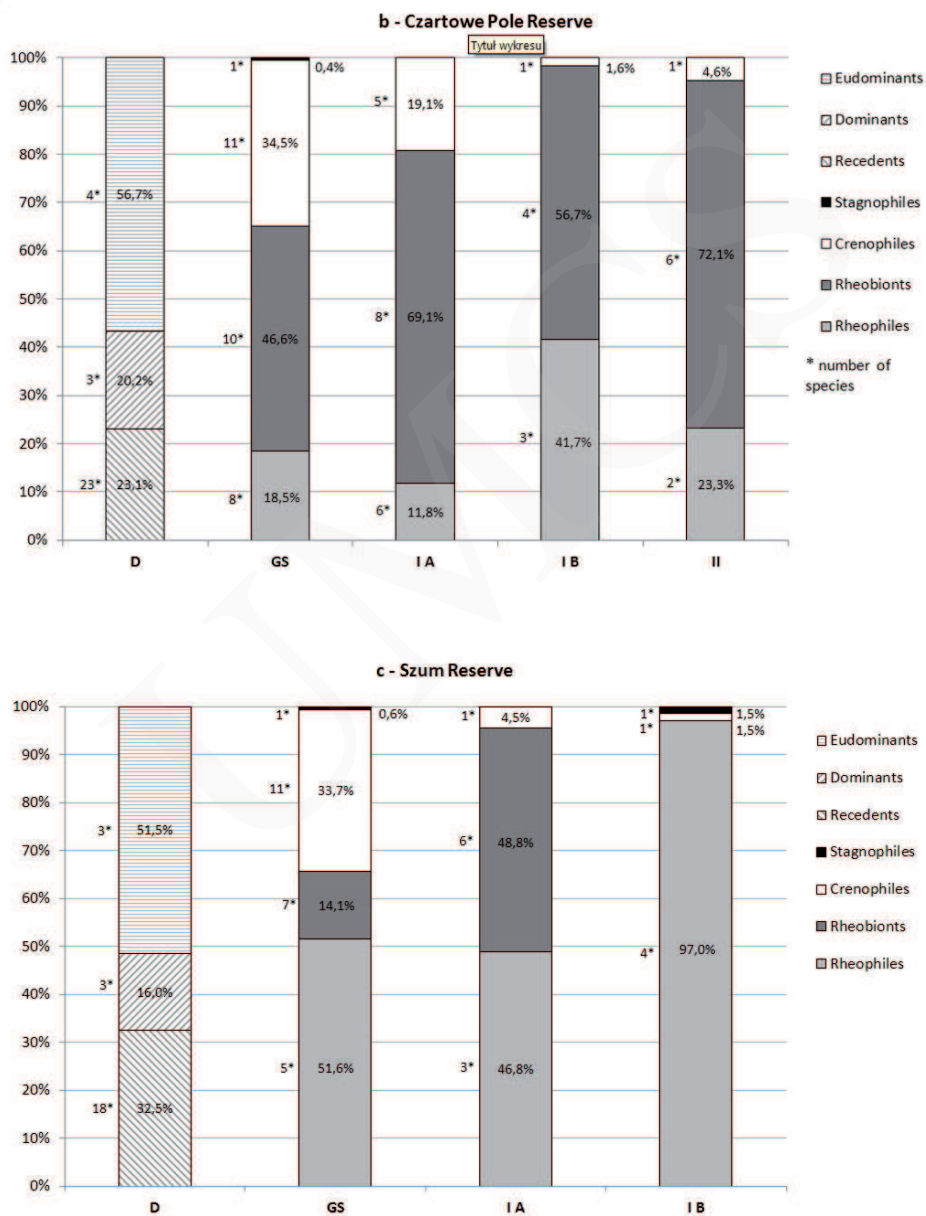 b - Czartowe Pole Reserve
Tytuł wykresu
100%
90%
80%
70%
60%
50%
40%
30%
20%
10%
0%
4* 56,7%
3* 20,2%
23* 23,1%
1* 0,4%
11* 34,5%
10* 46,6%
8* 18,5%
5* 19,1%
8* 69,1%
6* 11,8%
1* 1,6%
4* 56,7%
3* 41,7%
1* 4,6%
6* 72,1%
2* 23,3%
D GS I A I B II
Eudominants
Dominants
Recedents
Stagnophiles
Crenophiles
Rheobionts
Rheophiles
* number of
species
UMCS
c - Szum Reserve
100%
90%
80%
70%
60%
50%
40%
30%
20%
10%
0%
3* 51,5%
3* 16,0%
18* 32,5%
1* 0,6%
11* 33,7%
7* 14,1%
5* 51,6%
1* 4,5%
6* 48,8%
3* 46,8%
1* 1,5%
1* 1,5%
4* 97,0%
D GS I A I B
Eudominants
Dominants
Recedents
Stagnophiles
Crenophiles
Rheobionts
Rheophiles